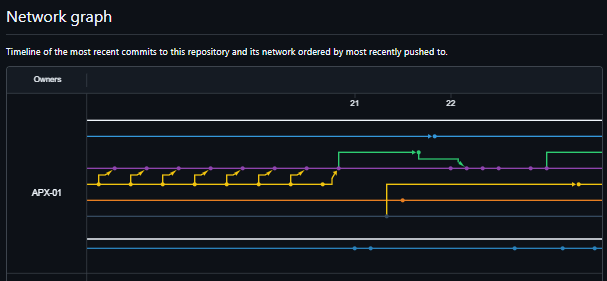 Network graph
Timeline of the most recent commits to this repository and its network ordered by most recently pushed to.
Owners
21 22
APX-01